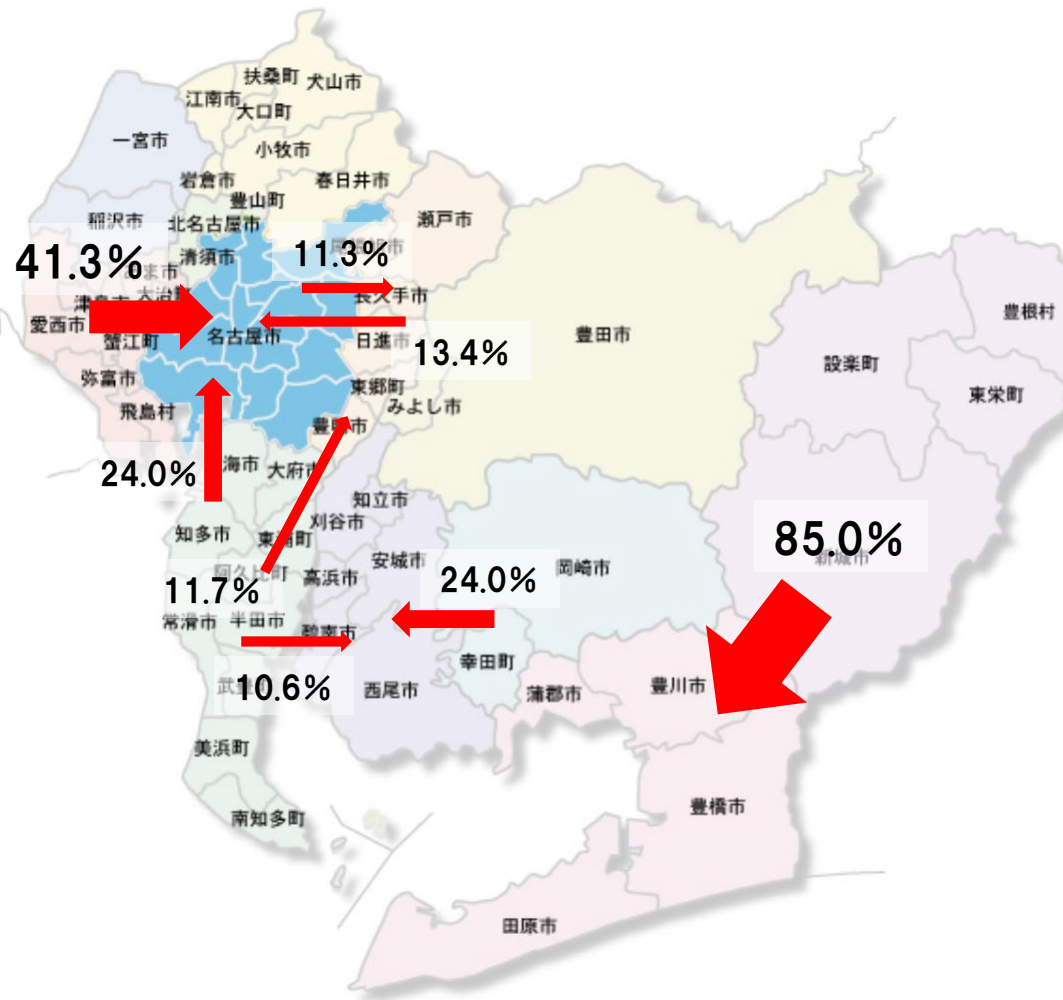 扶桑町
犬山市
江南市
大口町
一宮市
小牧市
岩倉市
春日井市
豊山町
稲沢市
北名古屋市
瀬戸市
清須市
11.3%
41.3%
長久手市
豊根村
愛西市
名古屋市
日進市
豊田市
蟹江町
13.4%
設楽町
弥富市
東郷町
東栄町
みよし市
飛島村
24.0%
大府市
知立市
知多市
刈谷市
85.0%
安城市
新城市
阿久比町
高浜市
24.0%
岡崎市
11.7%
常滑市
半田市
碧南市
幸田町
10.6%
西尾市
蒲郡市
豊川市
美浜町
豊橋市
南知多町
田原市